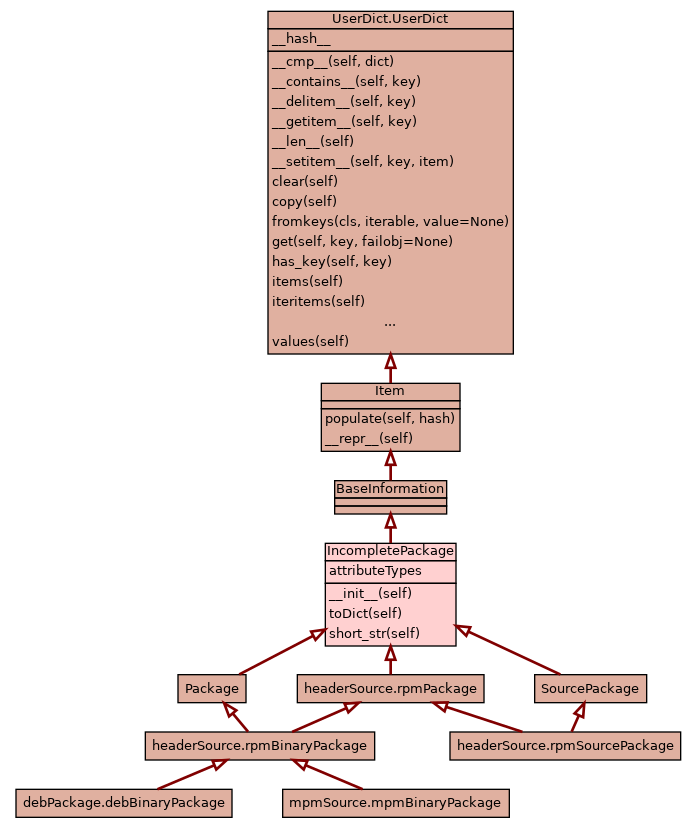 UserDict.UserDict
__hash__
__cmp__(self, dict)
__contains__(self, key)
__delitem__(self, key)
__getitem__(self, key)
__len__(self)
__setitem__(self, key, item)
clear(self)
copy(self)
fromkeys(cls, iterable, value=None)
get(self, key, failobj=None)
has_key(self, key)
items(self)
iteritems(self)
...
values(self)
Item
populate(self, hash)
__repr__(self)
BaseInformation
IncompletePackage
attributeTypes
__init__(self)
toDict(self)
short_str(self)
Package
headerSource.rpmPackage
SourcePackage
headerSource.rpmBinaryPackage
headerSource.rpmSourcePackage
debPackage.debBinaryPackage
mpmSource.mpmBinaryPackage